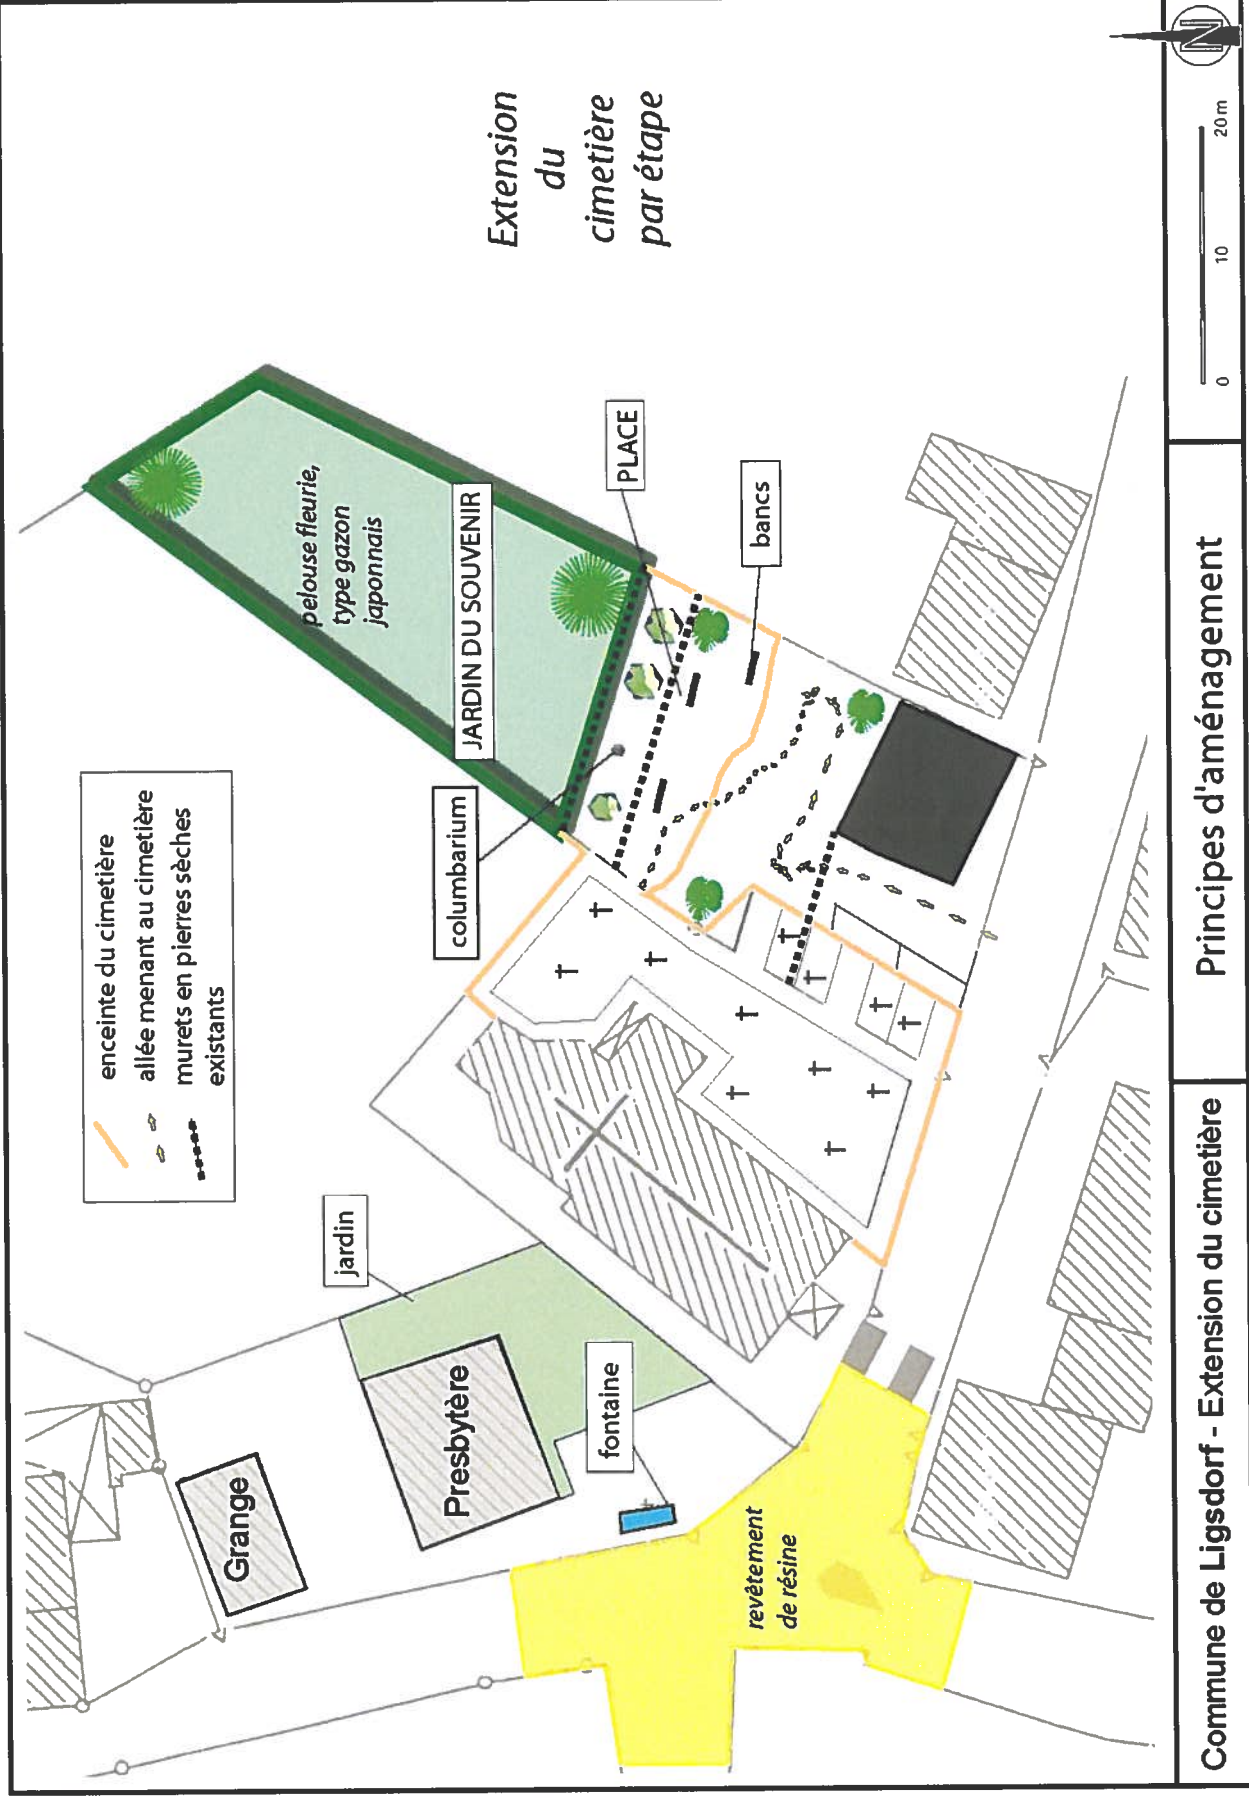 Extension
du
cimetière
par étape
enceinte du cimetière
allée menant au cimetière
murets en pierres sèches
existants
pelouse fleurie,
type gazon
japonnais
JARDIN DU SOUVENIR
PLACE
bancs
columbarium
jardin
Presbytère
Grange
fontaine
revêtement
de résine
Commune de Ligsdorf - Extension du cimetière
Principes d'aménagement
0 10 20m
N